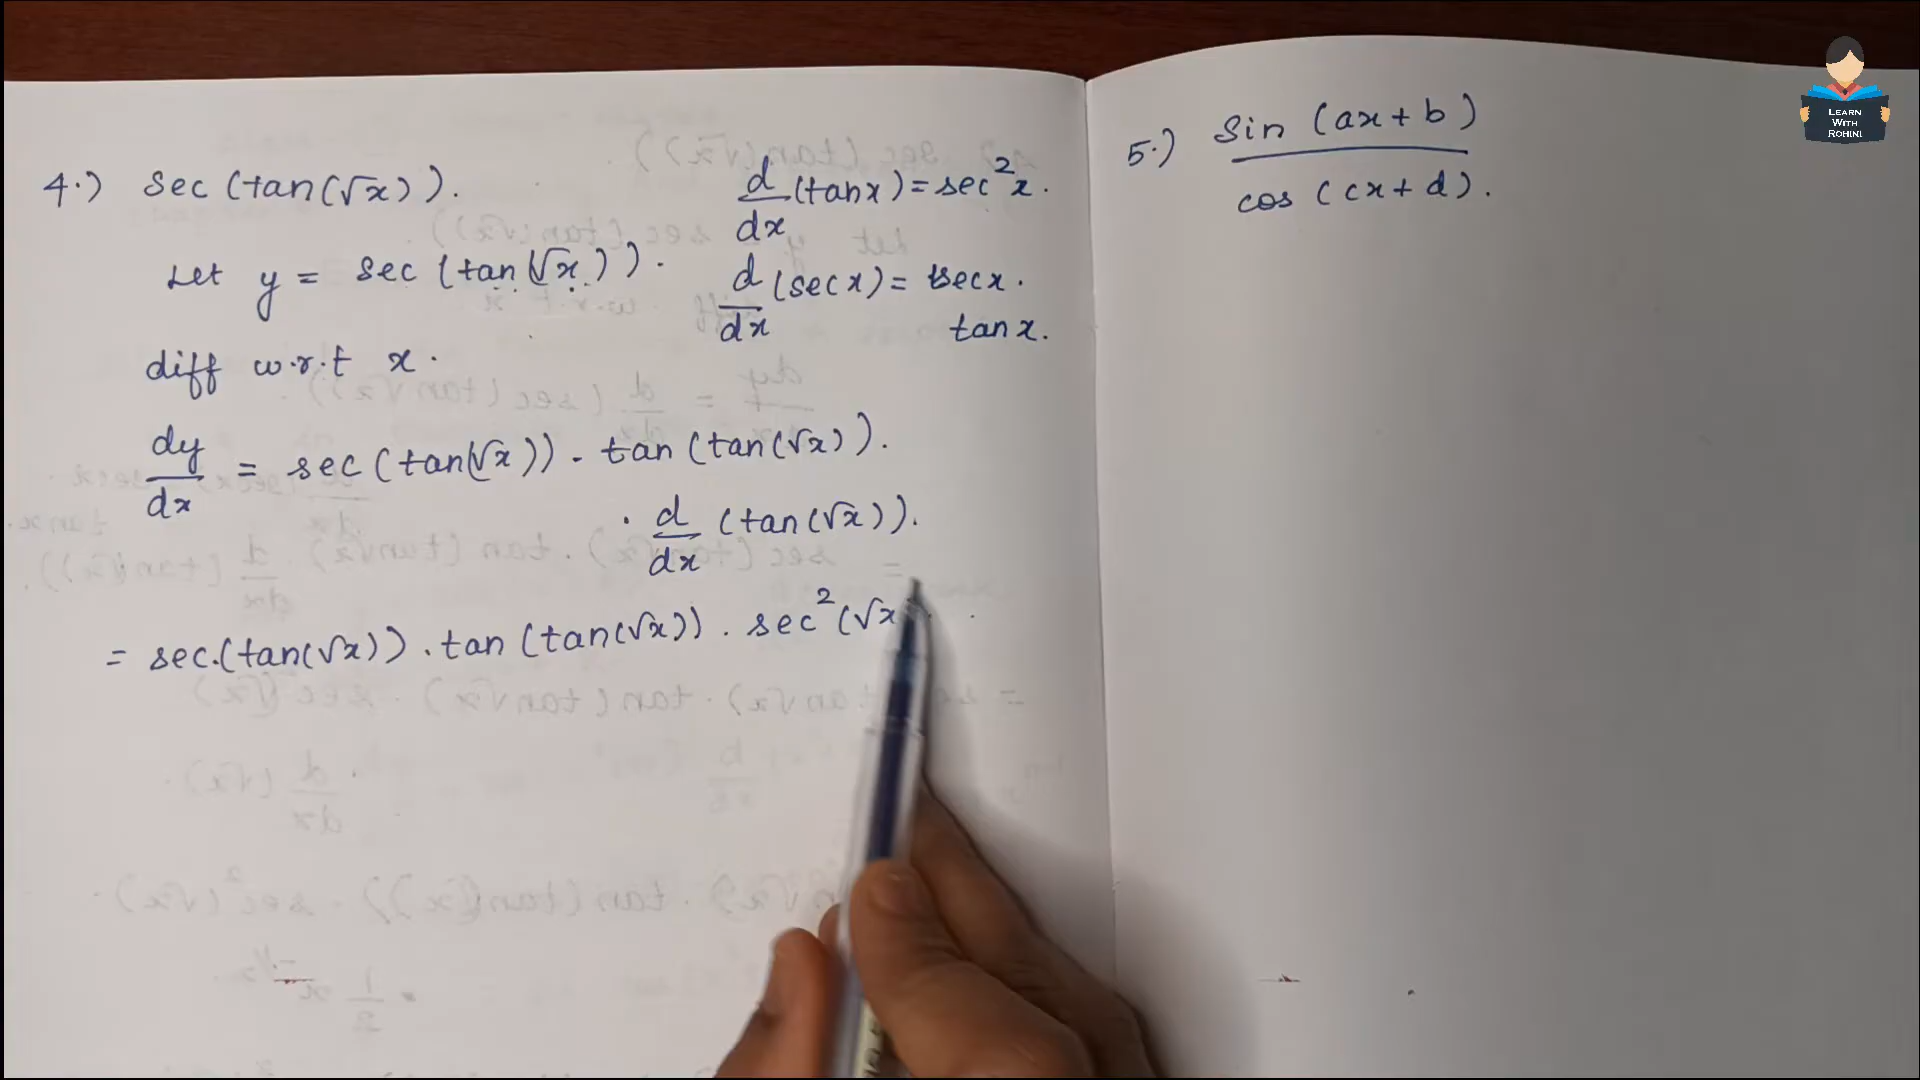 4.) sec (tan(√x)).
d/dx (tanx) = sec²x.
Let y = sec (tan(√x)).
d/dx (sec x) = secx.
tanx.
diff w.r.t x.
dy/dx = sec (tan(√x)) . tan (tan(√x)).
. d/dx (tan(√x)).
= sec.(tan(√x)) . tan (tan(√x)) . sec² (√x
5.) sin (ax + b)
cos (cx + d).
LEARN
WITH
ROHINI